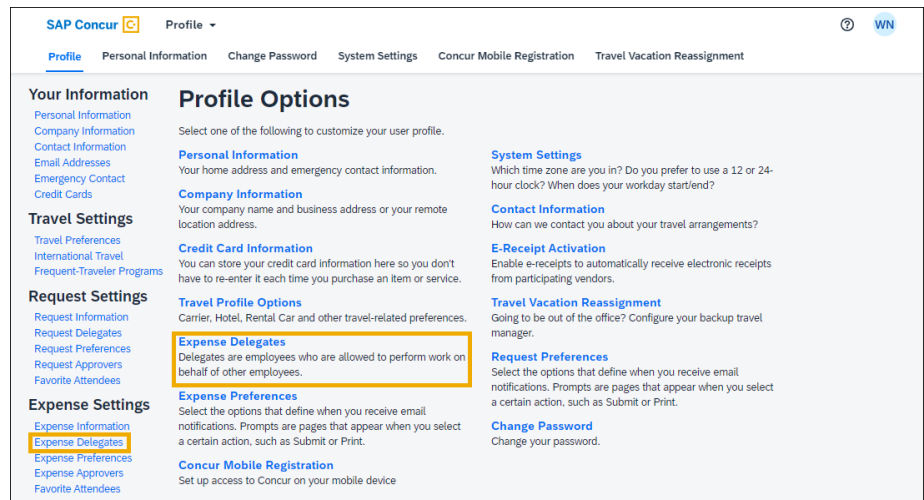 SAP Concur C Profile
WN
Profile Personal Information Change Password System Settings Concur Mobile Registration Travel Vacation Reassignment
Your Information
Personal Information
Company Information
Contact Information
Email Addresses
Emergency Contact
Credit Cards
Travel Settings
Travel Preferences
International Travel
Frequent-Traveler Programs
Request Settings
Request Information
Request Delegates
Request Preferences
Request Approvers
Favorite Attendees
Expense Settings
Expense Information
Expense Delegates
Expense Preferences
Expense Approvers
Favorite Attendees
Profile Options
Select one of the following to customize your user profile.
Personal Information
Your home address and emergency contact information.
Company Information
Your company name and business address or your remote
location address.
Credit Card Information
You can store your credit card information here so you don't
have to re-enter it each time you purchase an item or service.
Travel Profile Options
Carrier, Hotel, Rental Car and other travel-related preferences.
Expense Delegates
Delegates are employees who are allowed to perform work on
behalf of other employees.
Expense Preferences
Select the options that define when you receive email
notifications. Prompts are pages that appear when you select
a certain action, such as Submit or Print.
Concur Mobile Registration
Set up access to Concur on your mobile device
System Settings
Which time zone are you in? Do you prefer to use a 12 or 24-
hour clock? When does your workday start/end?
Contact Information
How can we contact you about your travel arrangements?
E-Receipt Activation
Enable e-receipts to automatically receive electronic receipts
from participating vendors.
Travel Vacation Reassignment
Going to be out of the office? Configure your backup travel
manager.
Request Preferences
Select the options that define when you receive email
notifications. Prompts are pages that appear when you select
a certain action, such as Submit or Print.
Change Password
Change your password.